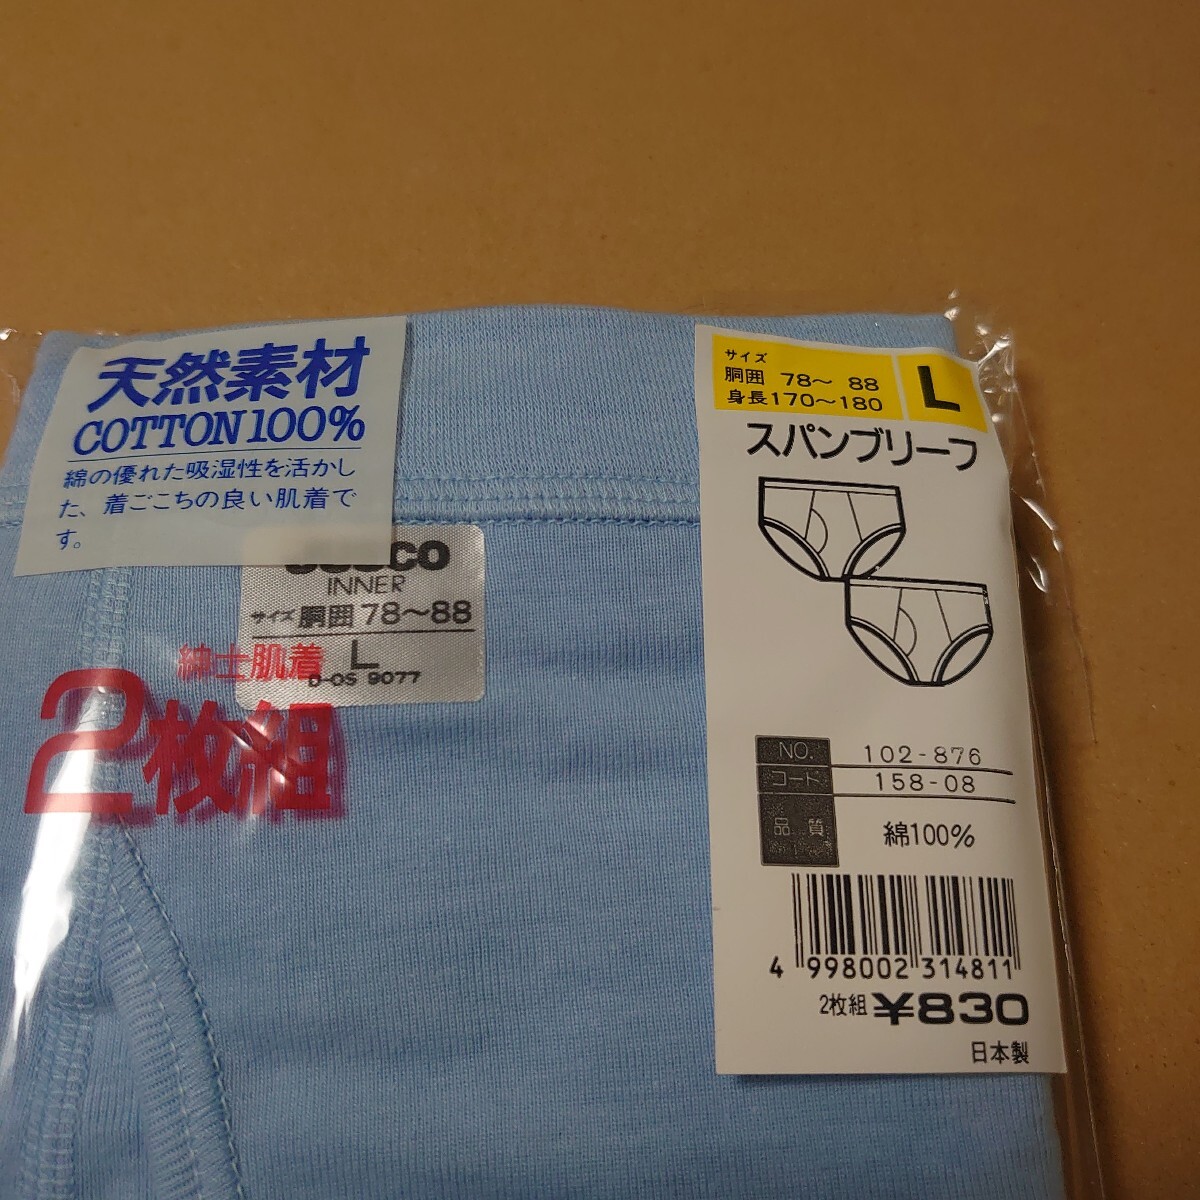 天然素材
COTTON100%
綿の優れた吸湿性を活かし
た、着ごこちの良い肌着で
す。
INNER
サイズ 胴囲 78〜88
L
D-OS 9077
紳士肌着
2枚組
サイズ
胴囲 78〜 88
身長170〜180
L
スパンブリーフ
NO. 102-876
コード 158-08
品質 綿100%
4 998002 314811
2枚組 ¥830
日本製